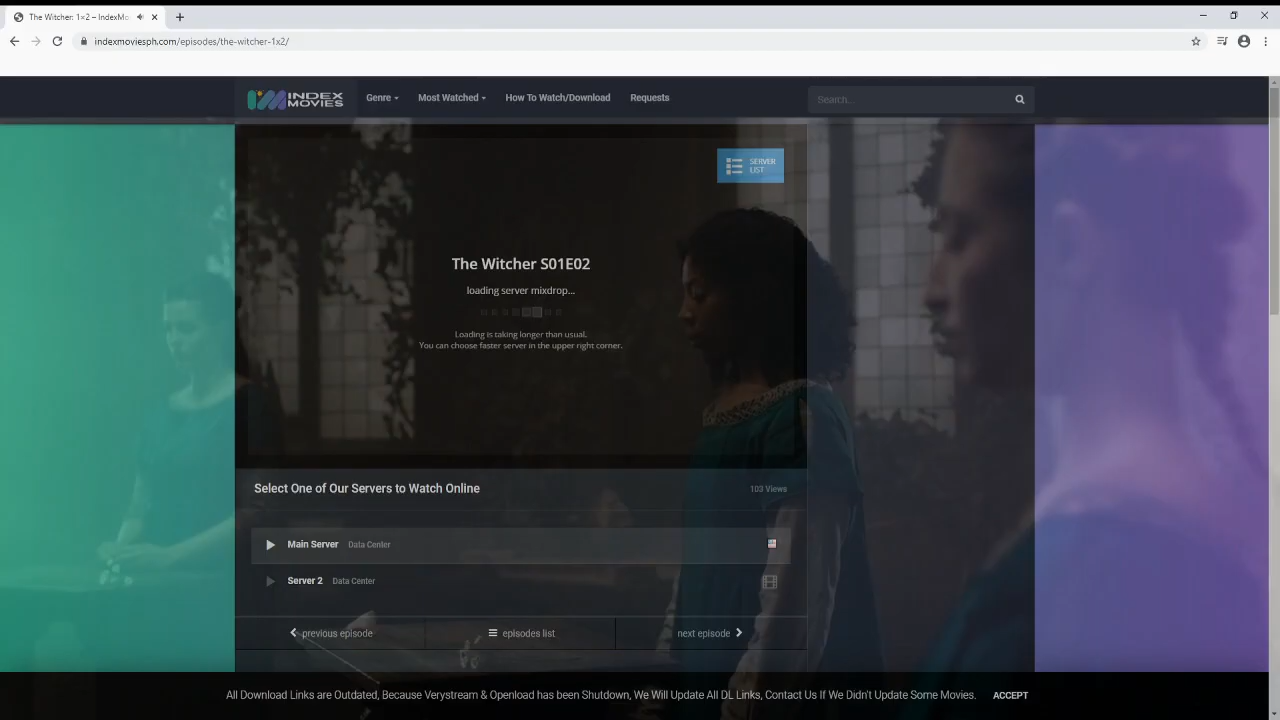 The Witcher: 1×2 – IndexMo
indexmoviesph.com/episodes/the-witcher-1x2/
INDEX MOVIES
Genre
Most Watched
How To Watch/Download
Requests
Search...
SERVER
LIST
The Witcher S01E02
loading server mixdrop...
Loading is taking longer than usual.
You can choose faster server in the upper right corner.
Select One of Our Servers to Watch Online
103 Views
Main Server Data Center
Server 2 Data Center
previous episode
episodes list
next episode
All Download Links are Outdated, Because Verystream & Openload has been Shutdown, We Will Update All DL Links, Contact Us If We Didn't Update Some Movies. ACCEPT